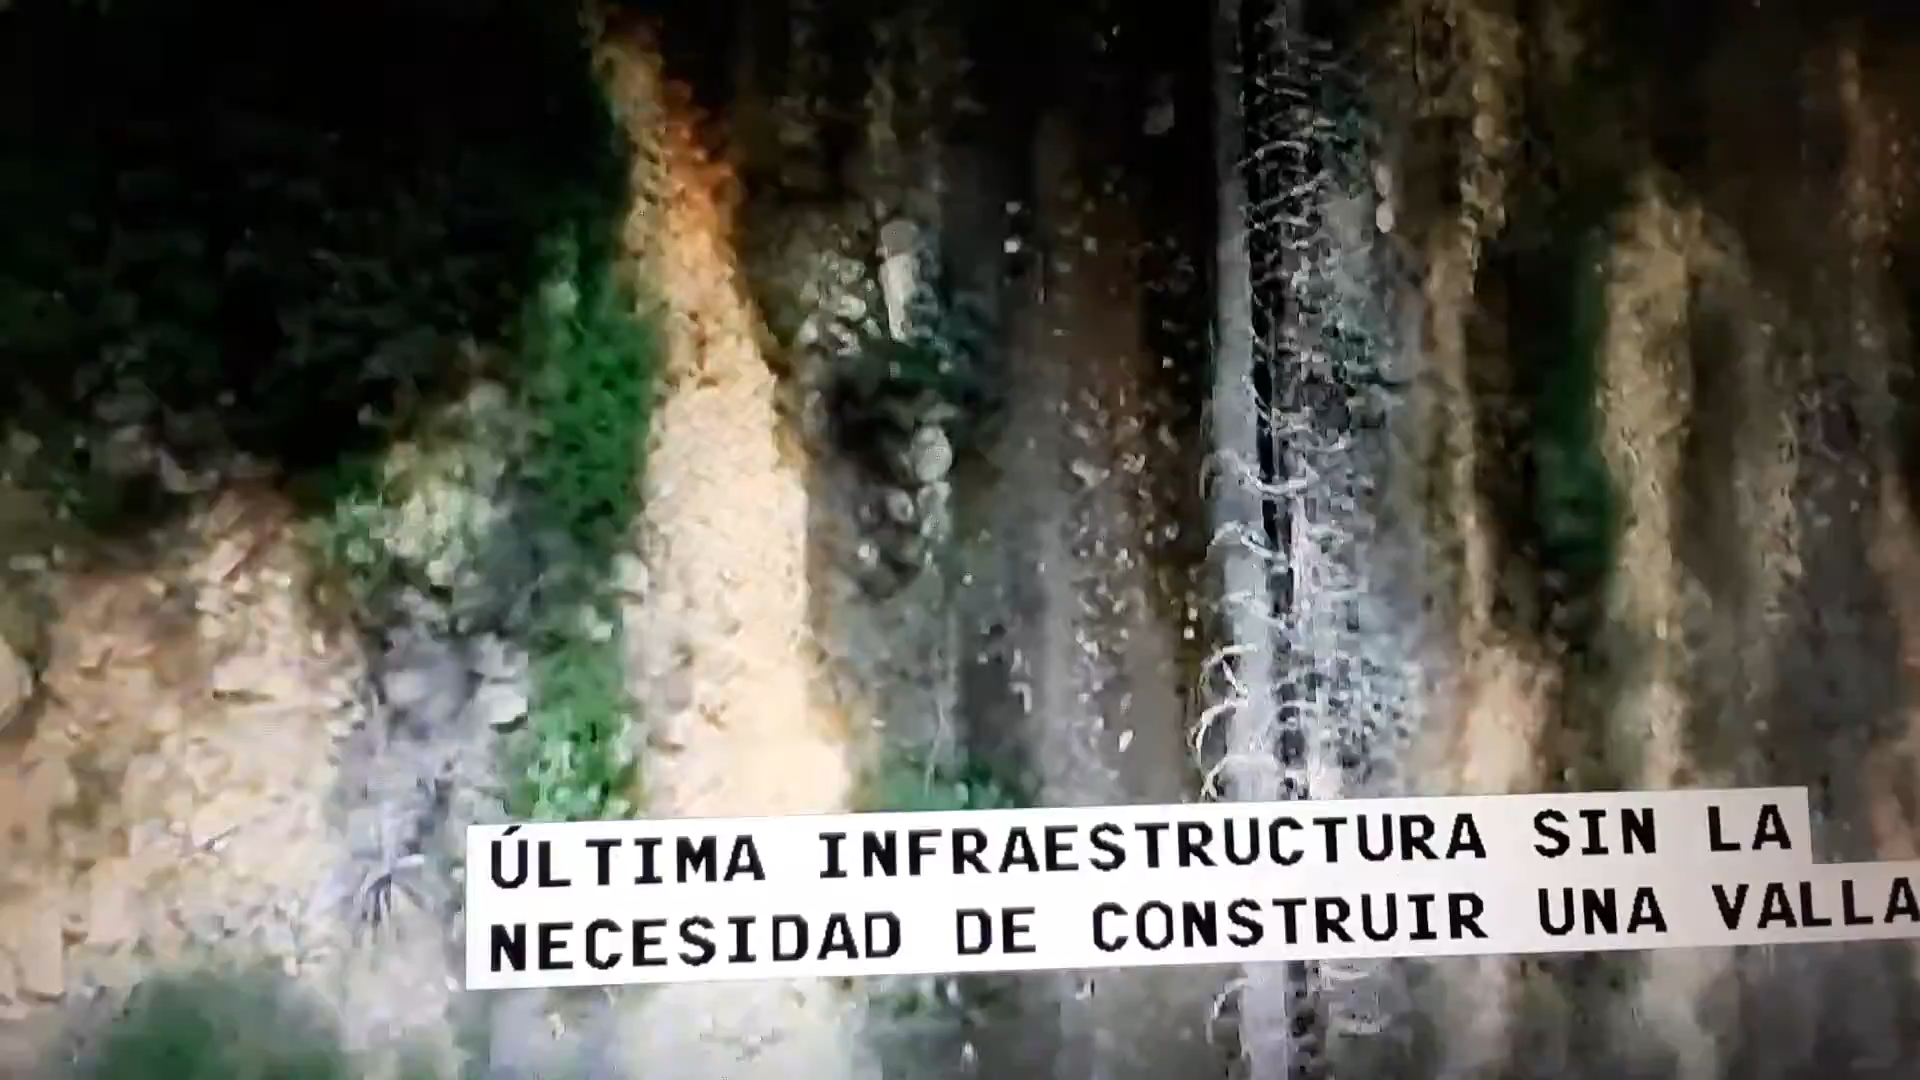 ÚLTIMA INFRAESTRUCTURA SIN LA
NECESIDAD DE CONSTRUIR UNA VALLA